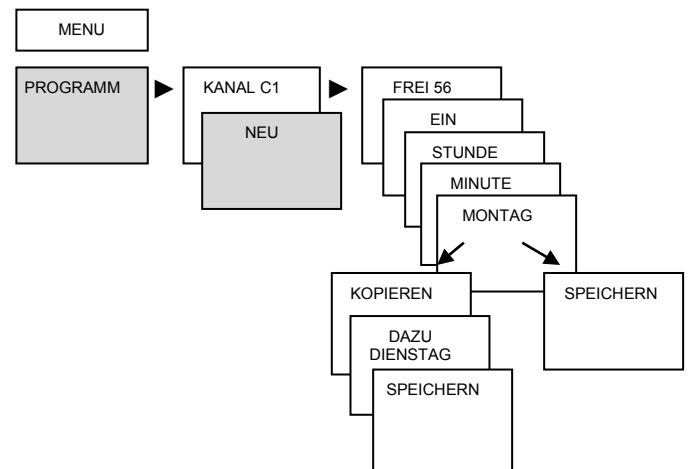 MENU
PROGRAMM
KANAL C1
NEU
FREI 56
EIN
STUNDE
MINUTE
MONTAG
KOPIEREN
DAZU
DIENSTAG
SPEICHERN
SPEICHERN